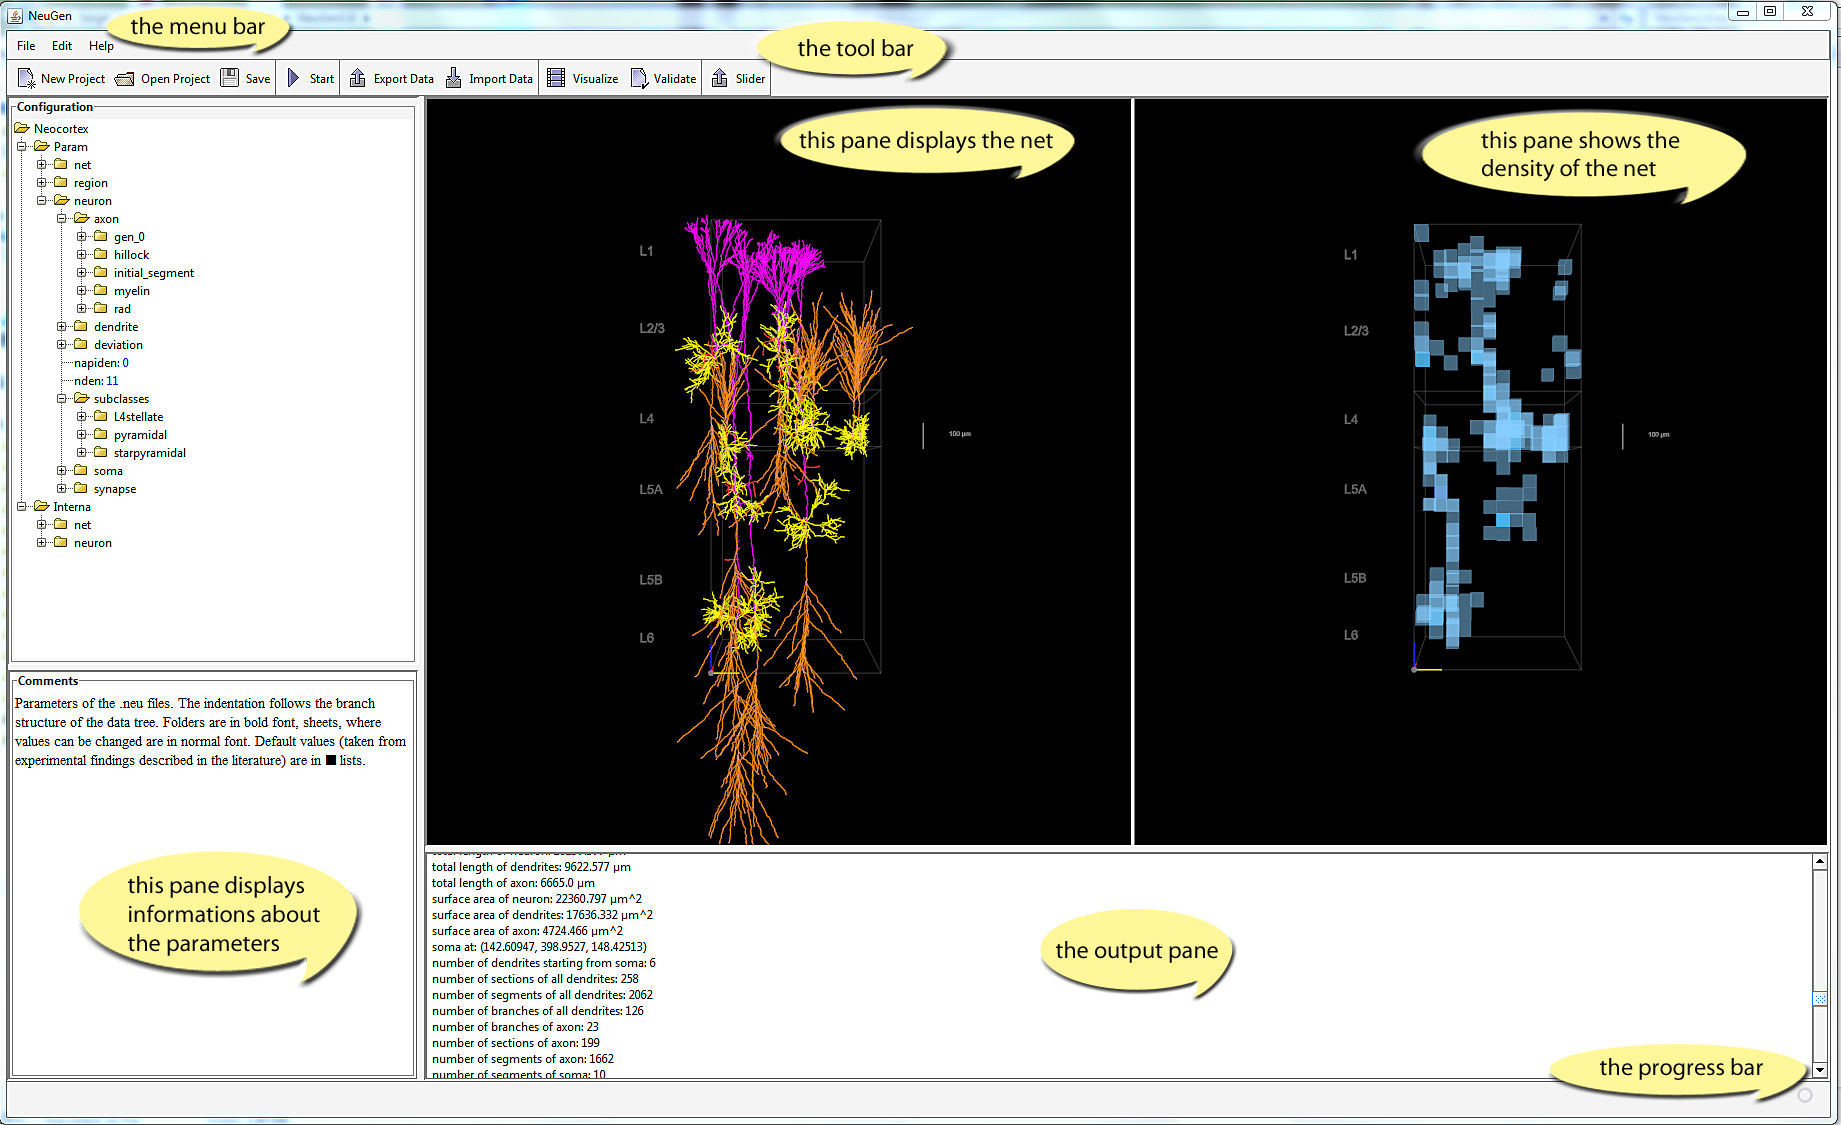 NeuGen
the menu bar
File Edit Help
the tool bar
New Project Open Project Save Start Export Data Import Data Visualize Validate Slider
Configuration
Neocortex
Param
net
region
neuron
axon
gen_0
hillock
initial_segment
myelin
rad
dendrite
deviation
napiden: 0
nden: 11
subclasses
L4stellate
pyramidal
starpyramidal
soma
synapse
Interna
net
neuron
this pane displays the net
L1
L2/3
L4
100 µm
L5A
L5B
L6
this pane shows the
density of the net
L1
L2/3
L4
100 µm
L5A
L5B
L6
Comments
Parameters of the .neu files. The indentation follows the branch
structure of the data tree. Folders are in bold font, sheets, where
values can be changed are in normal font. Default values (taken from
experimental findings described in the literature) are in ■ lists.
this pane displays
informations about
the parameters
total length of dendrites: 9622.577 µm
total length of axon: 6665.0 µm
surface area of neuron: 22360.797 µm^2
surface area of dendrites: 17636.332 µm^2
surface area of axon: 4724.466 µm^2
soma at: (142.60947, 398.9527, 148.42513)
number of dendrites starting from soma: 6
number of sections of all dendrites: 258
number of segments of all dendrites: 2062
number of branches of all dendrites: 126
number of branches of axon: 23
number of sections of axon: 199
number of segments of axon: 1662
number of segments of soma: 10
the output pane
the progress bar